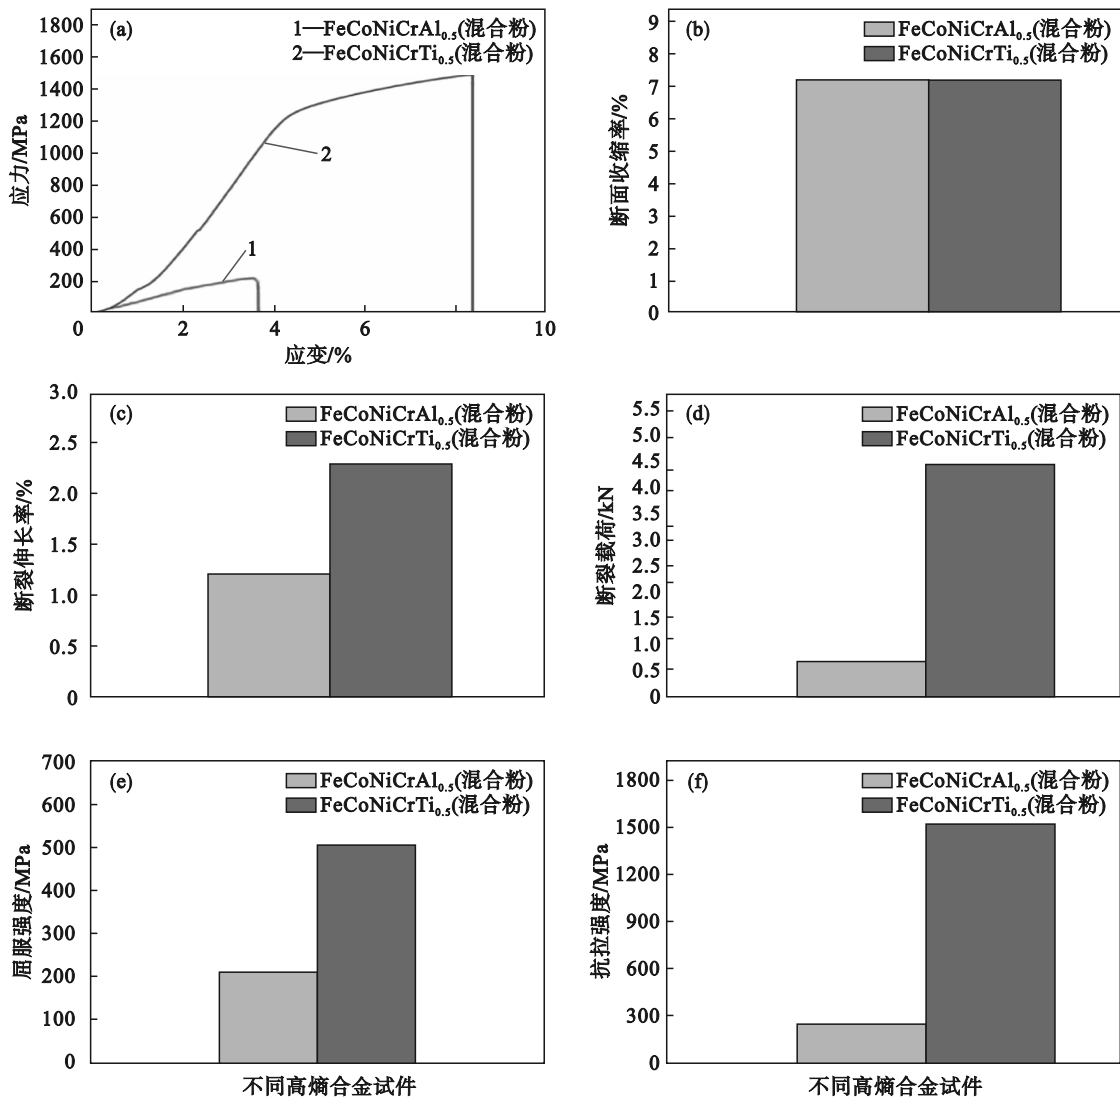 (a)
1—FeCoNiCrAl₀.₅(混合粉)
2—FeCoNiCrTi₀.₅(混合粉)
1800
1600
1400
1200
1000
800
600
400
200
0
2
4
6
8
10
2
1
应力/MPa
应变/%
(b)
FeCoNiCrAl₀.₅(混合粉)
FeCoNiCrTi₀.₅(混合粉)
9
8
7
6
5
4
3
2
1
0
断面收缩率/%
(c)
FeCoNiCrAl₀.₅(混合粉)
FeCoNiCrTi₀.₅(混合粉)
3.0
2.5
2.0
1.5
1.0
0.5
0
断裂伸长率/%
(d)
FeCoNiCrAl₀.₅(混合粉)
FeCoNiCrTi₀.₅(混合粉)
5.5
5.0
4.5
4.0
3.5
3.0
2.5
2.0
1.5
1.0
0.5
0
断裂载荷/kN
(e)
FeCoNiCrAl₀.₅(混合粉)
FeCoNiCrTi₀.₅(混合粉)
700
600
500
400
300
200
100
0
屈服强度/MPa
不同高熵合金试件
(f)
FeCoNiCrAl₀.₅(混合粉)
FeCoNiCrTi₀.₅(混合粉)
1800
1500
1200
900
600
300
0
抗拉强度/MPa
不同高熵合金试件